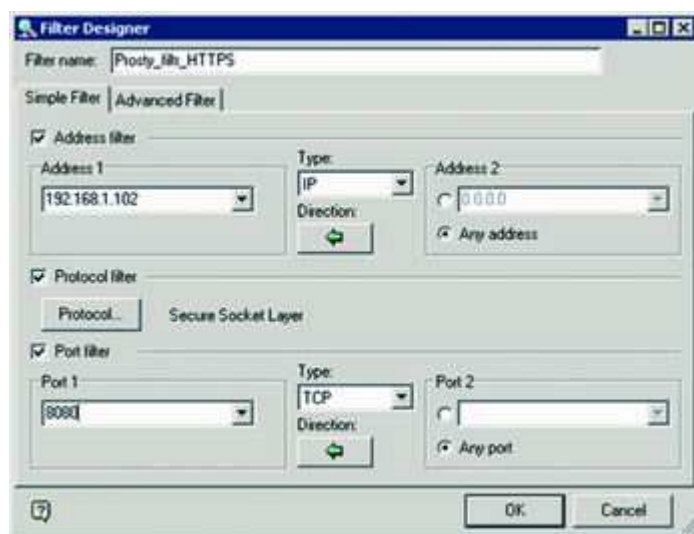 Filter Designer
Filter name: Prosty_filtr_HTTPS
Simple Filter Advanced Filter
Address filter
Address 1 Type: Address 2
192.168.1.102 IP 0.0.0.0
Direction:
Any address
Protocol filter
Protocol... Secure Socket Layer
Port filter
Port 1 Type: Port 2
8080 TCP
Direction:
Any port
OK Cancel